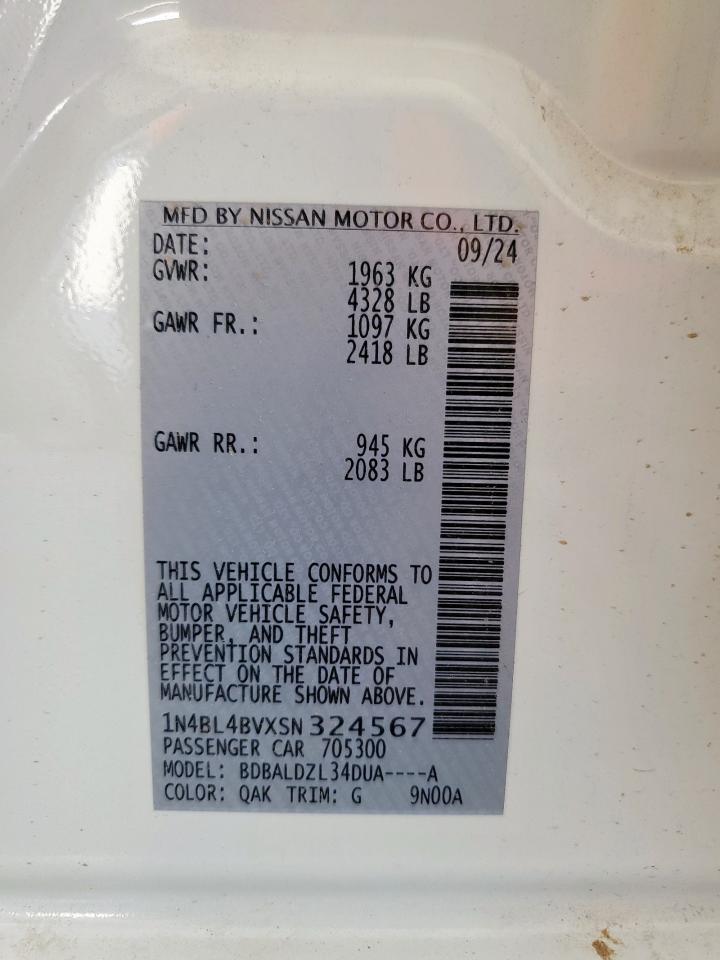 MFD BY NISSAN MOTOR CO., LTD.
DATE: 09/24
GVWR: 1963 KG
4328 LB
GAWR FR.: 1097 KG
2418 LB
GAWR RR.: 945 KG
2083 LB
THIS VEHICLE CONFORMS TO
ALL APPLICABLE FEDERAL
MOTOR VEHICLE SAFETY,
BUMPER, AND THEFT
PREVENTION STANDARDS IN
EFFECT ON THE DATE OF
MANUFACTURE SHOWN ABOVE.
1N4BL4BVXSN324567
PASSENGER CAR 705300
MODEL: BDBALDZL34DUA----A
COLOR: QAK TRIM: G 9N00A